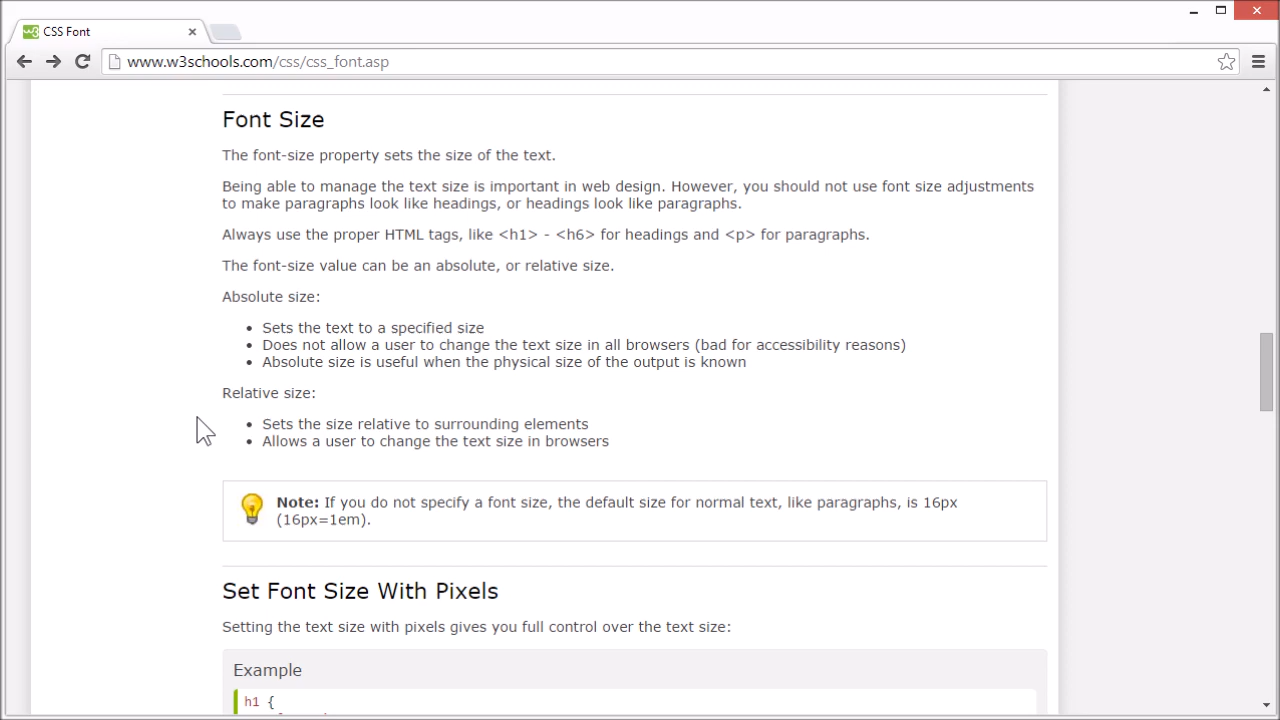 CSS Font
www.w3schools.com/css/css_font.asp
Font Size
The font-size property sets the size of the text.
Being able to manage the text size is important in web design. However, you should not use font size adjustments
to make paragraphs look like headings, or headings look like paragraphs.
Always use the proper HTML tags, like <h1> - <h6> for headings and <p> for paragraphs.
The font-size value can be an absolute, or relative size.
Absolute size:
• Sets the text to a specified size
• Does not allow a user to change the text size in all browsers (bad for accessibility reasons)
• Absolute size is useful when the physical size of the output is known
Relative size:
• Sets the size relative to surrounding elements
• Allows a user to change the text size in browsers
Note: If you do not specify a font size, the default size for normal text, like paragraphs, is 16px
(16px=1em).
Set Font Size With Pixels
Setting the text size with pixels gives you full control over the text size:
Example
h1 {